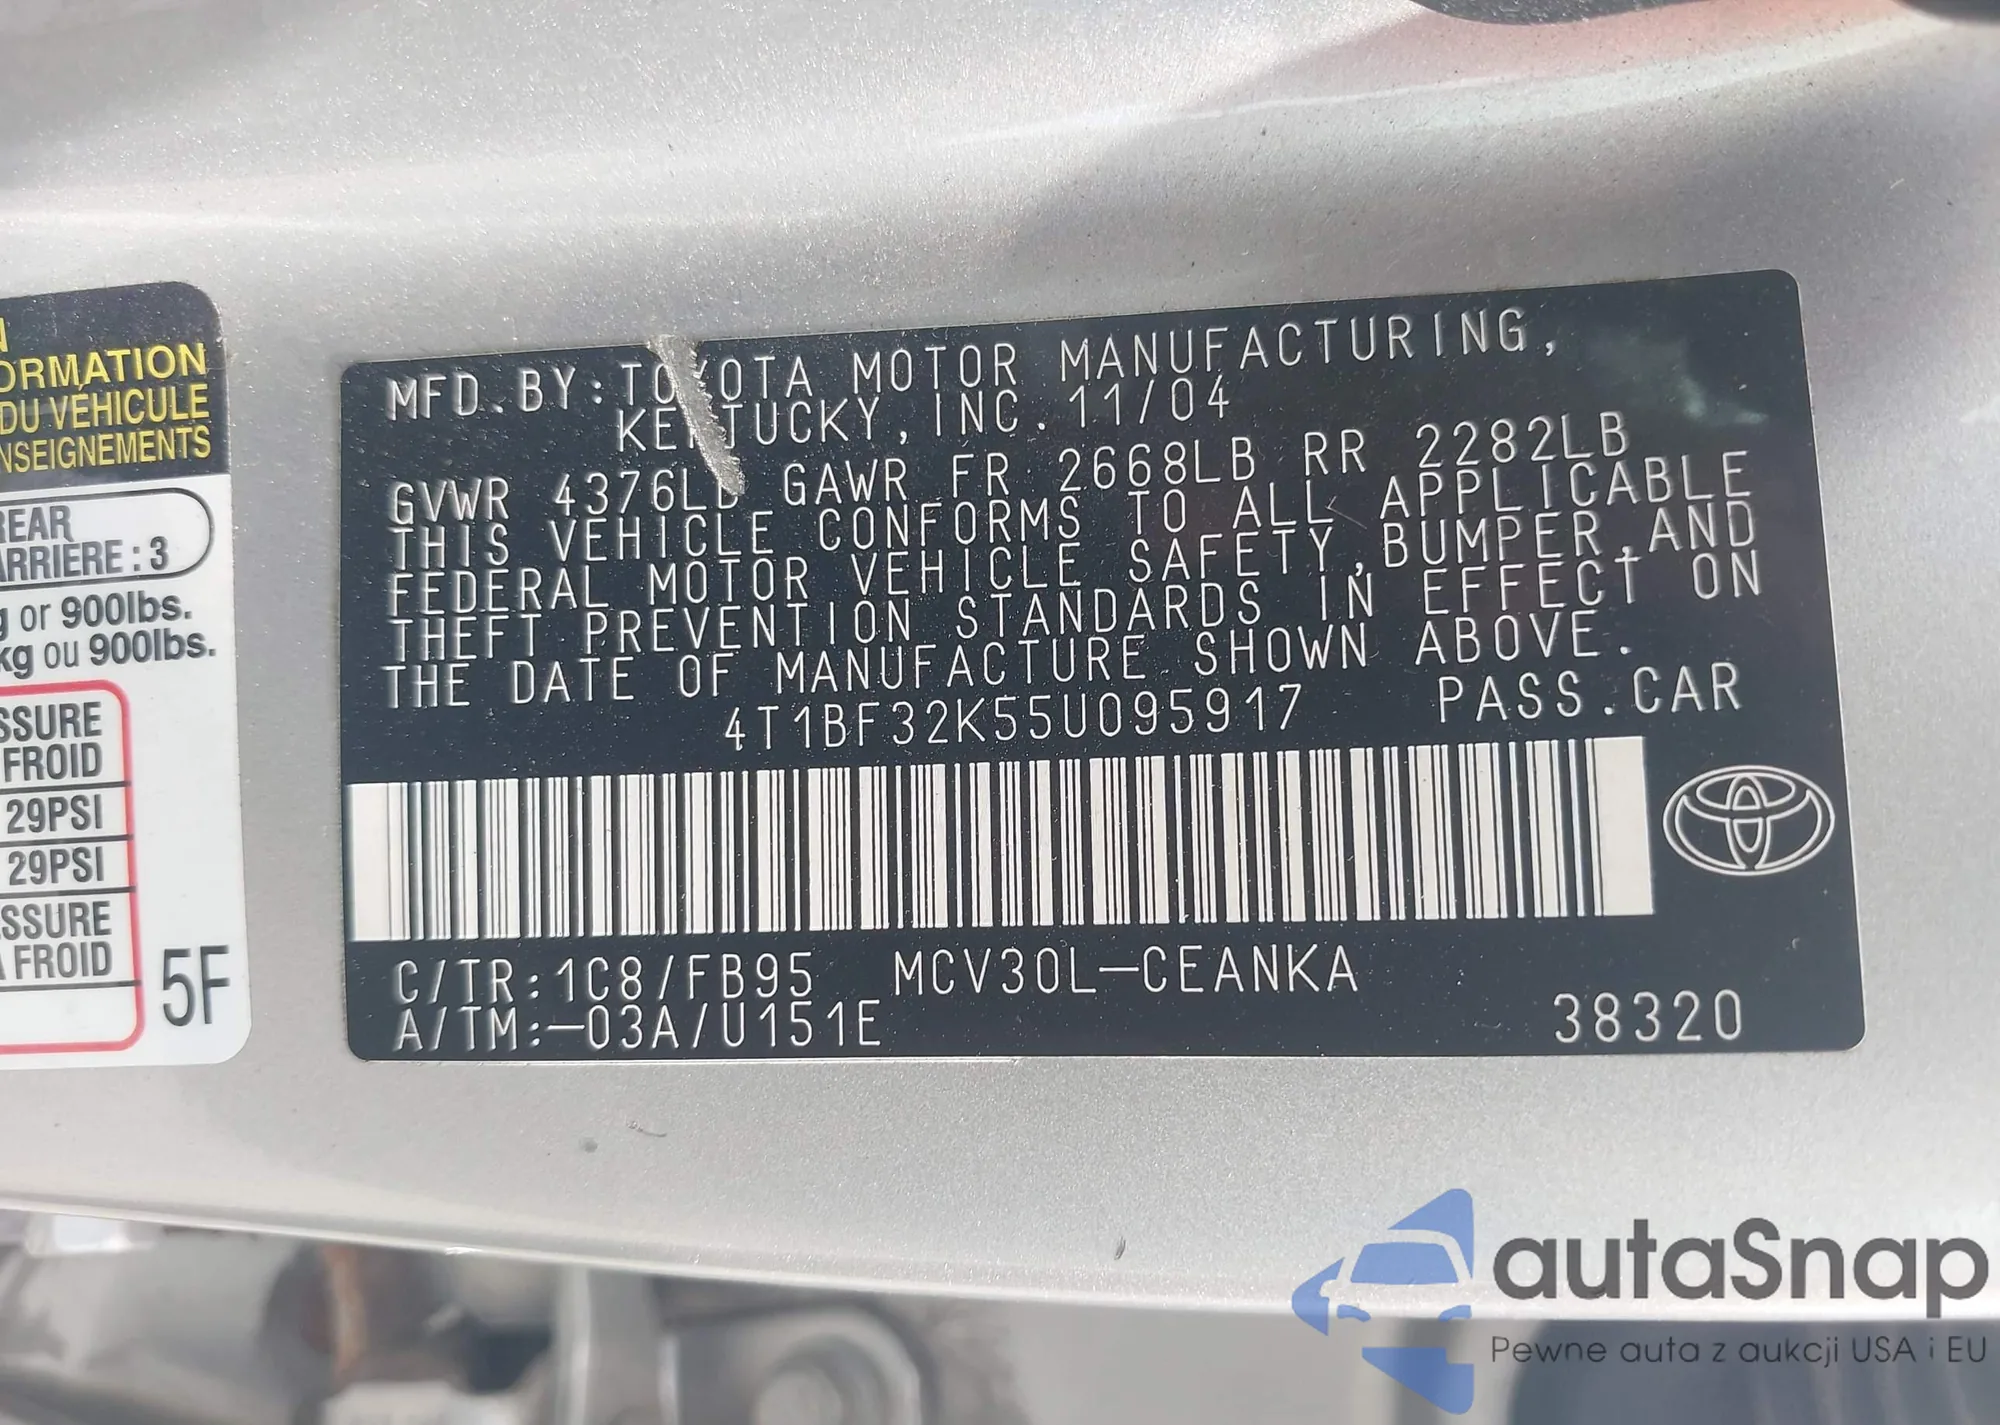 ORMATION
DU VÉHICULE
NSEIGNEMENTS
REAR
ARRIÈRE : 3
g or 900lbs.
kg ou 900lbs.
SSURE
FROID
29PSI
29PSI
SSURE
À FROID
5F
MFD.BY:TOYOTA MOTOR MANUFACTURING,
KENTUCKY,INC.11/04
GVWR 4376LB GAWR FR 2668LB RR 2282LB
THIS VEHICLE CONFORMS TO ALL APPLICABLE
FEDERAL MOTOR VEHICLE SAFETY,BUMPER,AND
THEFT PREVENTION STANDARDS IN EFFECT ON
THE DATE OF MANUFACTURE SHOWN ABOVE.
4T1BF32K55U095917 PASS.CAR
C/TR:1C8/FB95 MCV30L-CEANKA
A/TM:-03A/U151E 38320
autaSnap
Pewne auta z aukcji USA i EU